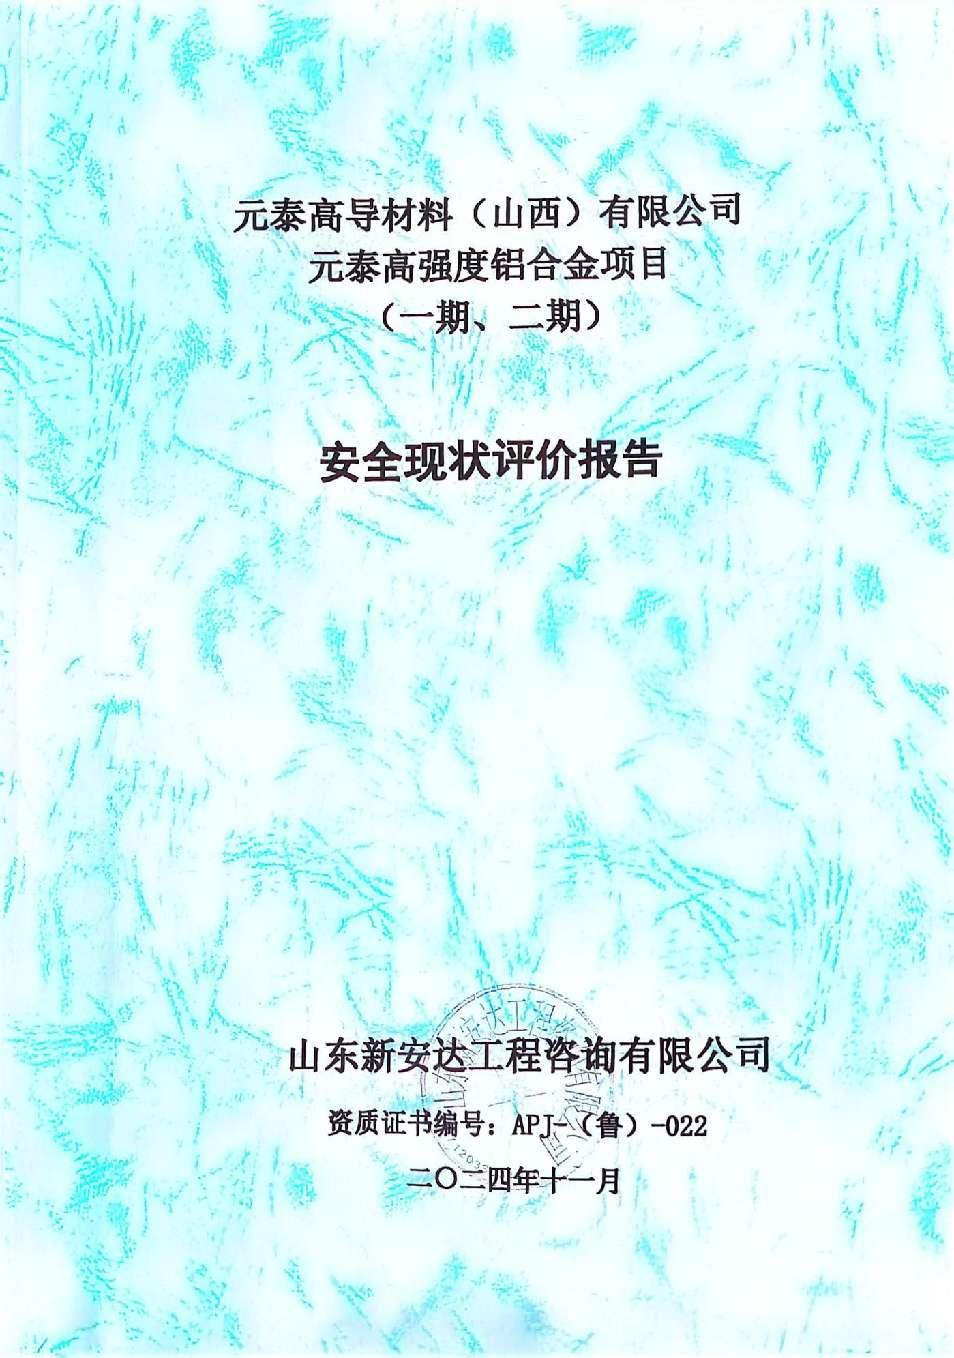 元泰高导材料（山西）有限公司
元泰高强度铝合金项目
（一期、二期）
安全现状评价报告
山东新安达工程咨询有限公司
资质证书编号：APJ-（鲁）-022
二〇二四年十一月